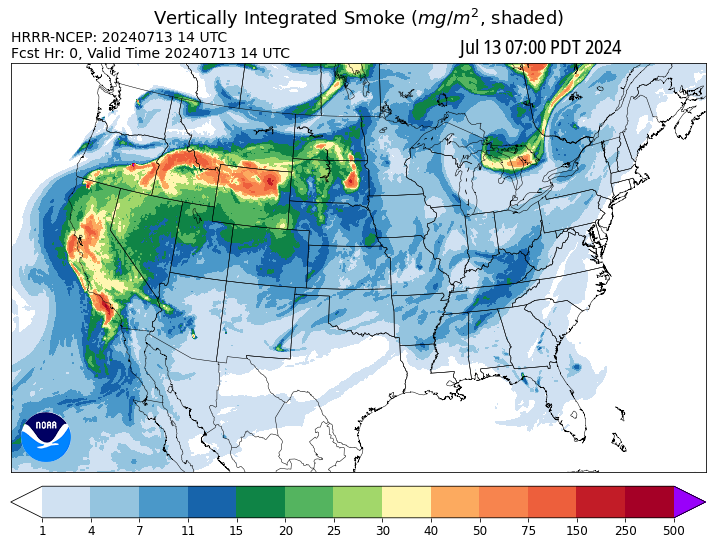 Vertically Integrated Smoke (mg/m², shaded)
HRRR-NCEP: 20240713 14 UTC
Fcst Hr: 0, Valid Time 20240713 14 UTC
Jul 13 07:00 PDT 2024
NOAA
1 4 7 11 15 20 25 30 40 50 75 150 250 500